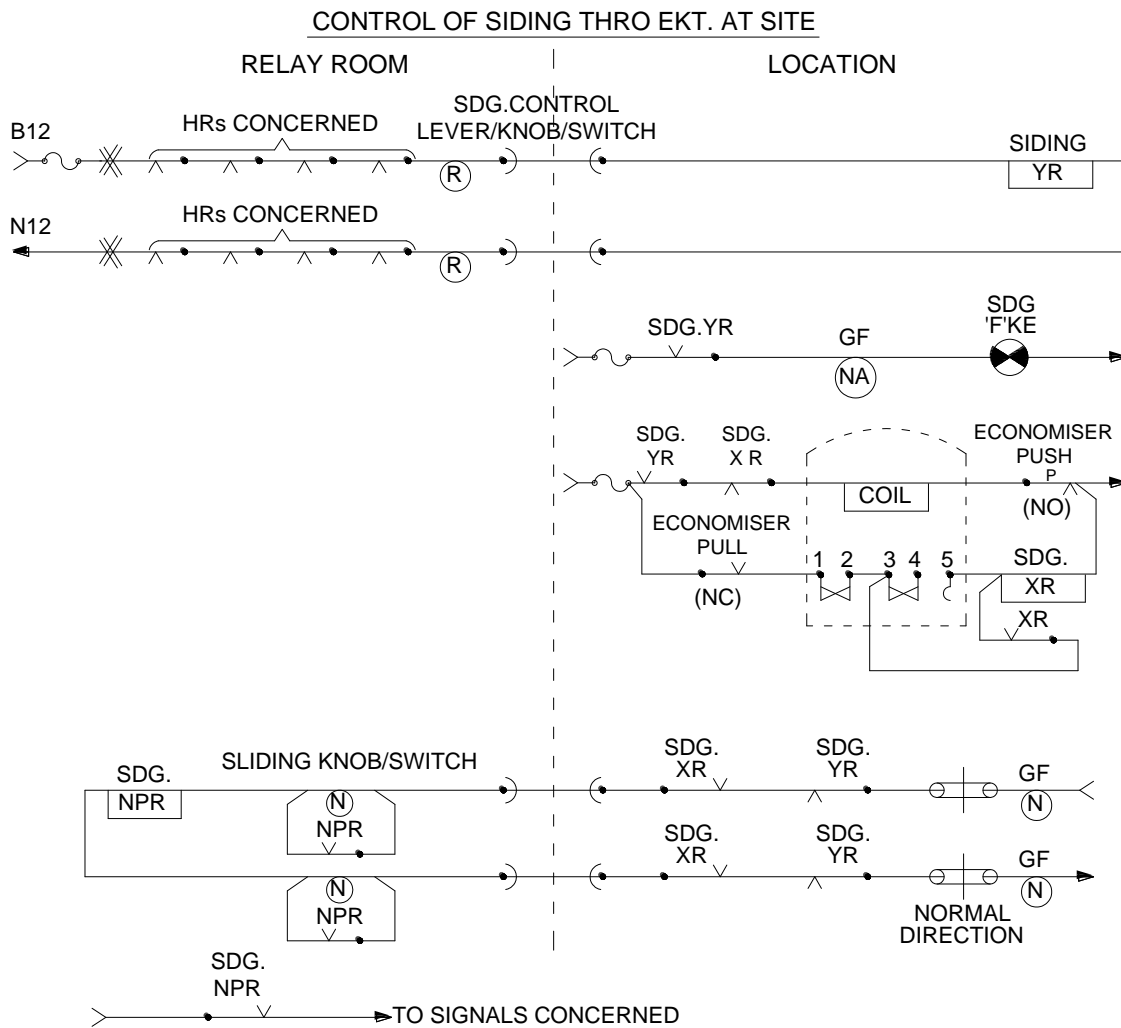 CONTROL OF SIDING THRO EKT. AT SITE
RELAY ROOM
LOCATION
SDG.CONTROL
LEVER/KNOB/SWITCH
B12
HRs CONCERNED
R
SIDING
YR
N12
HRs CONCERNED
R
SDG.YR
GF
NA
SDG
'F'KE
SDG.
YR
SDG.
X R
COIL
ECONOMISER
PUSH
P
(NO)
ECONOMISER
PULL
(NC)
1 2 3 4 5
SDG.
XR
XR
SDG.
NPR
SLIDING KNOB/SWITCH
N
NPR
SDG.
XR
SDG.
YR
GF
N
N
NPR
SDG.
XR
SDG.
YR
GF
N
NORMAL
DIRECTION
SDG.
NPR
TO SIGNALS CONCERNED